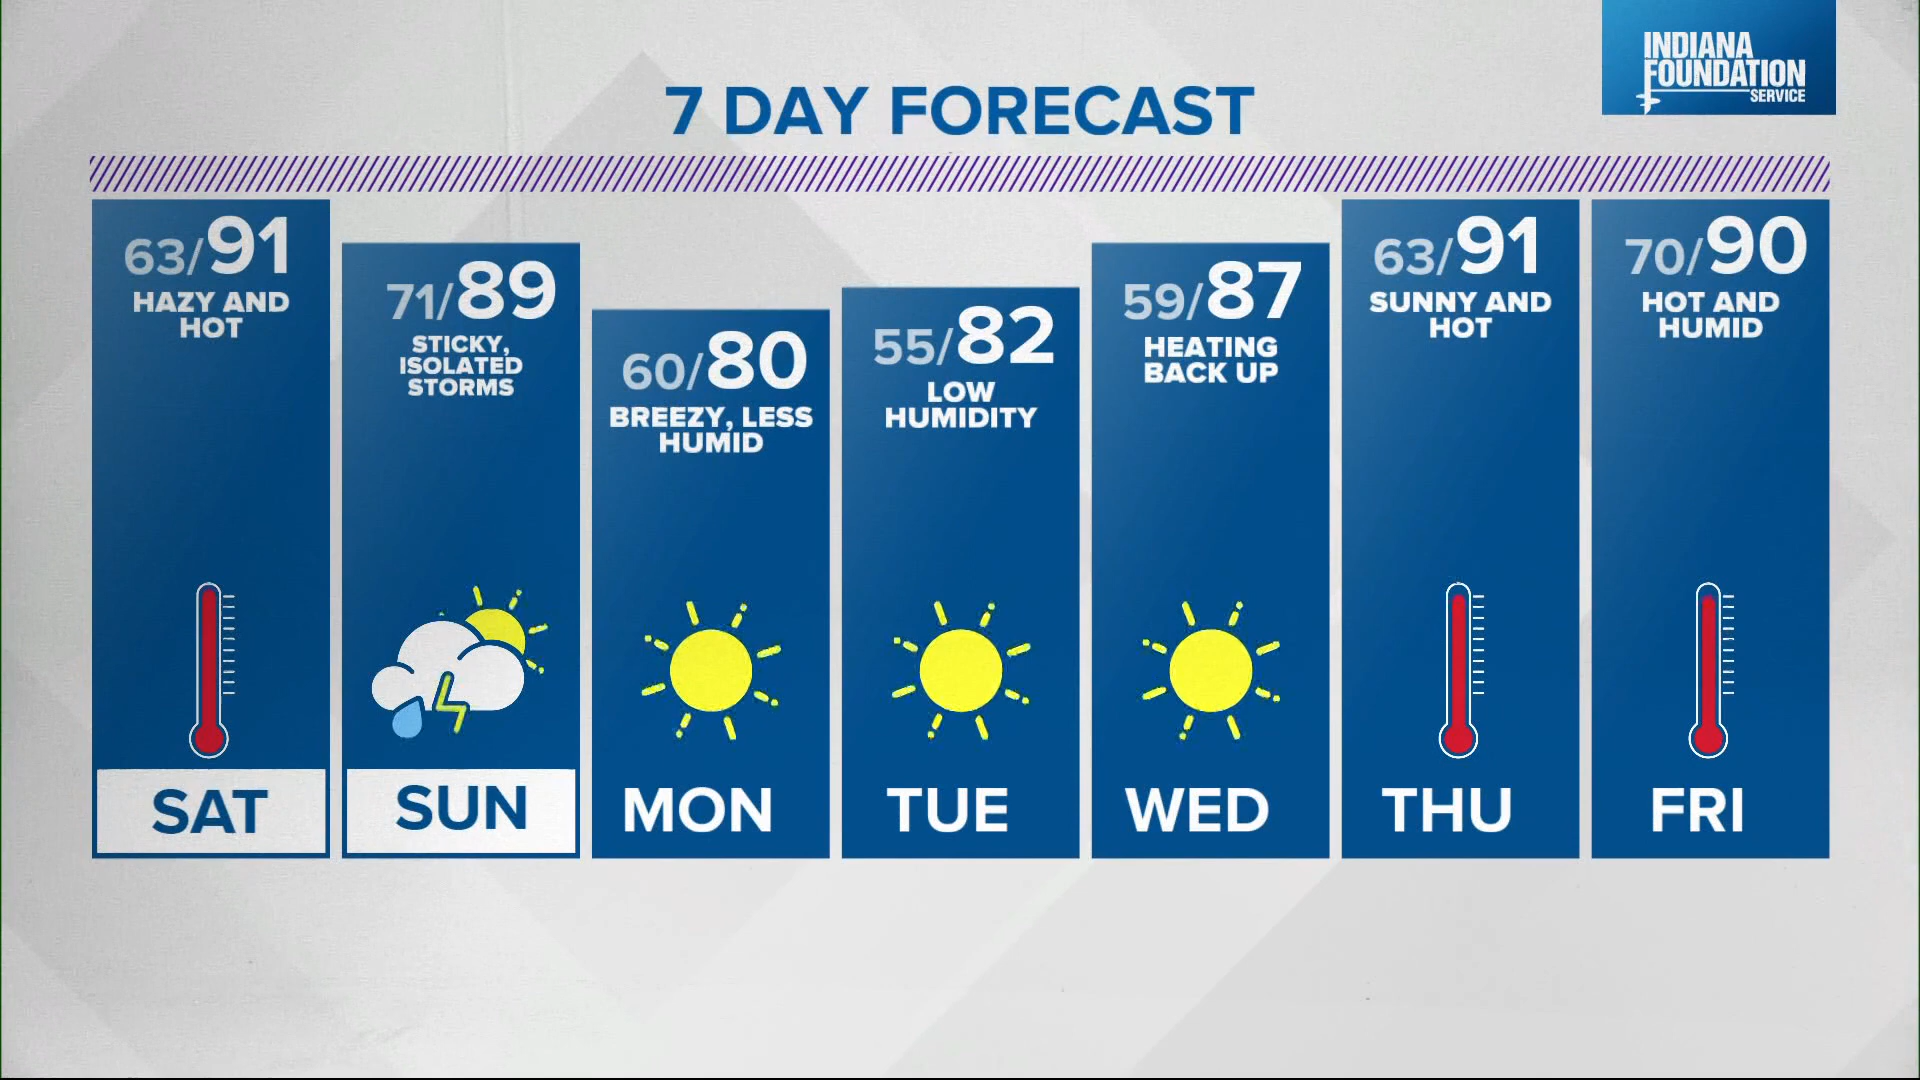 INDIANA
FOUNDATION
SERVICE
7 DAY FORECAST
63/91
HAZY AND
HOT
SAT
71/89
STICKY,
ISOLATED
STORMS
SUN
60/80
BREEZY, LESS
HUMID
MON
55/82
LOW
HUMIDITY
TUE
59/87
HEATING
BACK UP
WED
63/91
SUNNY AND
HOT
THU
70/90
HOT AND
HUMID
FRI